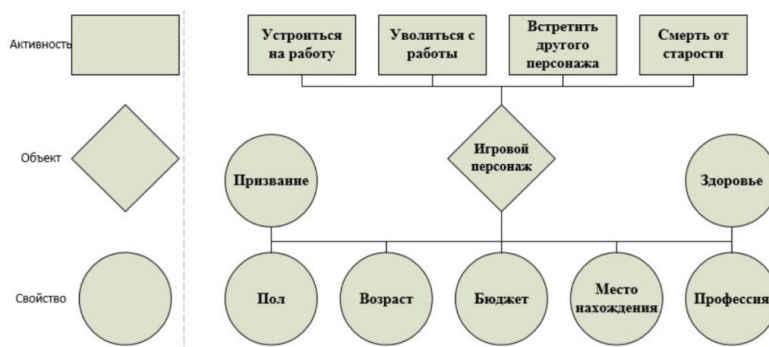 Активность
Устроиться
на работу
Уволиться с
работы
Встретить
другого
персонажа
Смерть от
старости
Объект
Призвание
Игровой
персонаж
Здоровье
Свойство
Пол
Возраст
Бюджет
Место
нахождения
Профессия